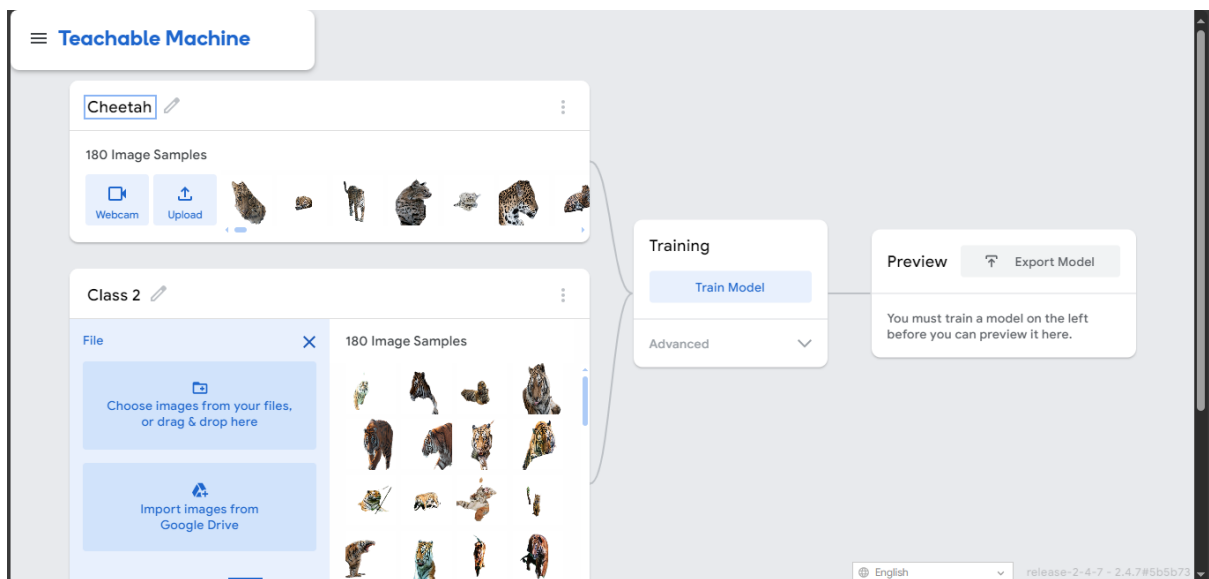 Teachable Machine
Cheetah
180 Image Samples
Webcam
Upload
Class 2
File
Choose images from your files,
or drag & drop here
Import images from
Google Drive
180 Image Samples
Training
Train Model
Advanced
Preview
Export Model
You must train a model on the left
before you can preview it here.
English
release-2-4-7 - 2.4.7#5b5b73